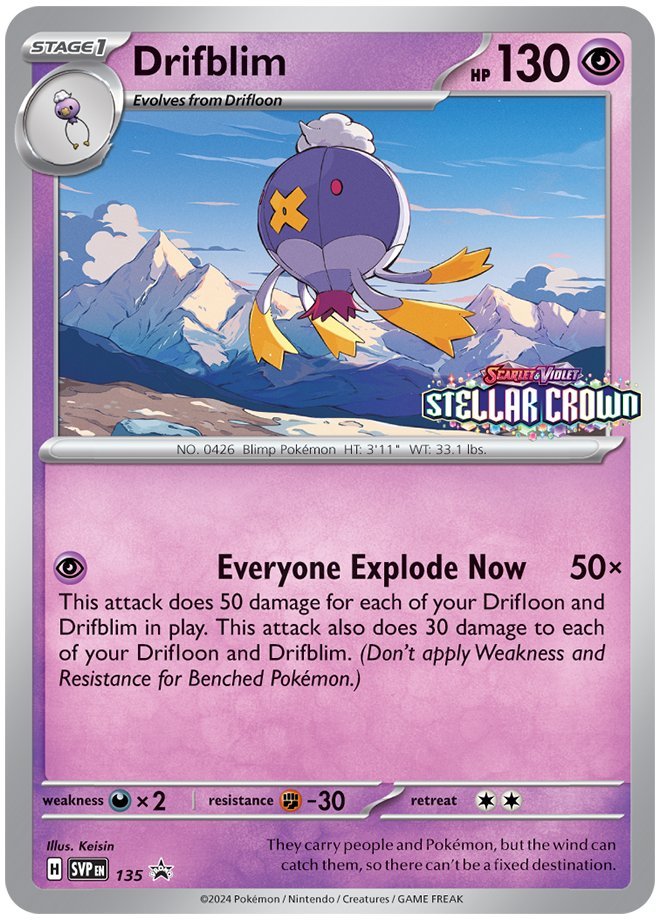 STAGE 1
Drifblim
HP 130
Evolves from Drifloon
SCARLET & VIOLET
STELLAR CROWN
NO. 0426 Blimp Pokémon HT: 3'11" WT: 33.1 lbs.
Everyone Explode Now 50×
This attack does 50 damage for each of your Drifloon and
Drifblim in play. This attack also does 30 damage to each
of your Drifloon and Drifblim. (Don't apply Weakness and
Resistance for Benched Pokémon.)
weakness ×2 resistance -30 retreat
Illus. Keisin
They carry people and Pokémon, but the wind can
catch them, so there can't be a fixed destination.
H SVP EN 135
©2024 Pokémon / Nintendo / Creatures / GAME FREAK